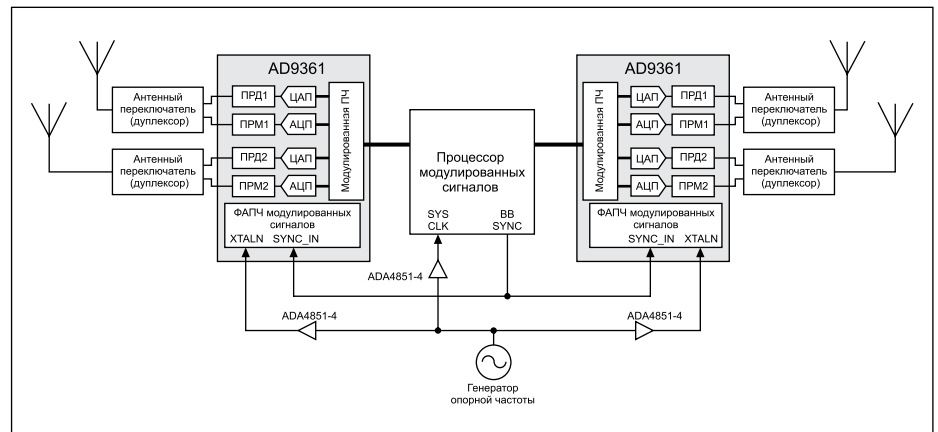 AD9361
AD9361
Антенный
переключатель
(дуплексор)
ПРД1
ЦАП
ПРМ1
АЦП
Антенный
переключатель
(дуплексор)
ПРД2
ЦАП
ПРМ2
АЦП
Модулированная ПЧ
ФАПЧ модулированных
сигналов
XTALN SYNC_IN
Процессор
модулированных
сигналов
SYS
CLK
BB
SYNC
Модулированная ПЧ
ЦАП
ПРД1
АЦП
ПРМ1
Антенный
переключатель
(дуплексор)
ЦАП
ПРД2
АЦП
ПРМ2
Антенный
переключатель
(дуплексор)
ФАПЧ модулированных
сигналов
SYNC_IN XTALN
ADA4851-4
ADA4851-4
ADA4851-4
Генератор
опорной частоты